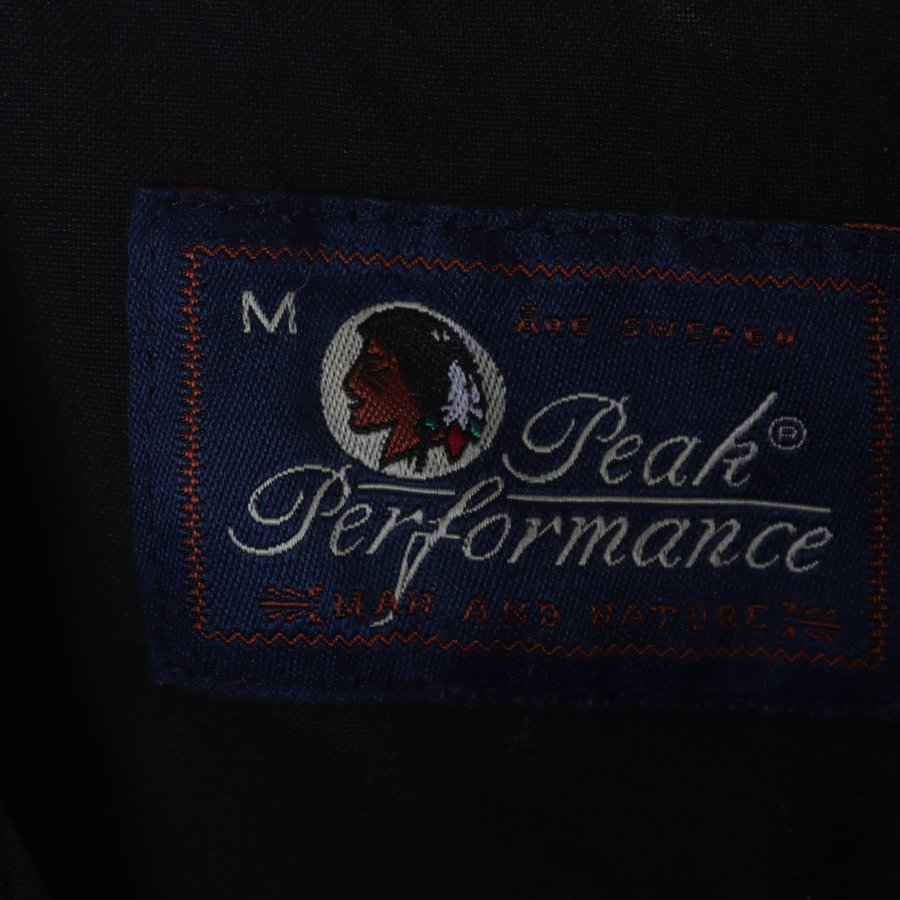 M
ÅRE SWEDEN
Peak®
Performance
MAN AND NATURE